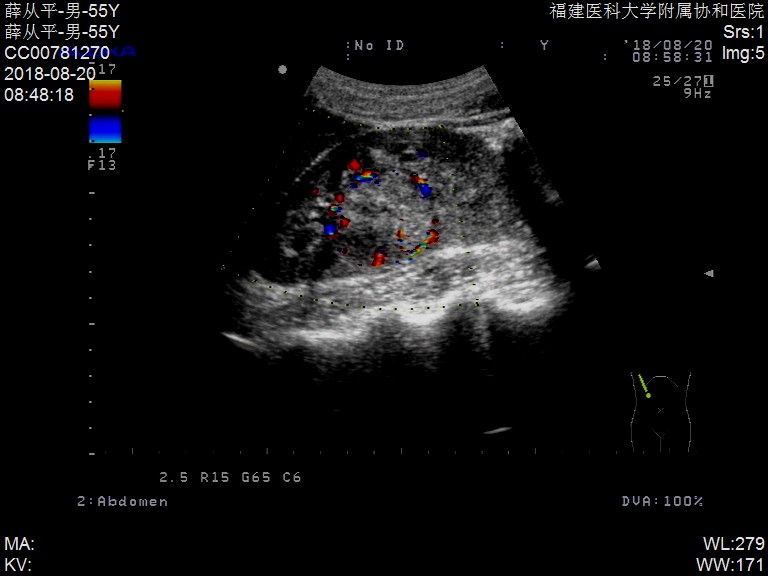 薛从平-男-55Y
福建医科大学附属协和医院
薛从平-男-55Y
Srs:1
CC00781270
:No ID : Y '18/08/20
Img:5
2018-08-20
: 08:58:31
17
25/271
08:48:18
9Hz
17
F13
2.5 R15 G65 C6
2:Abdomen
DVA:100%
MA:
WL:279
KV:
WW:171